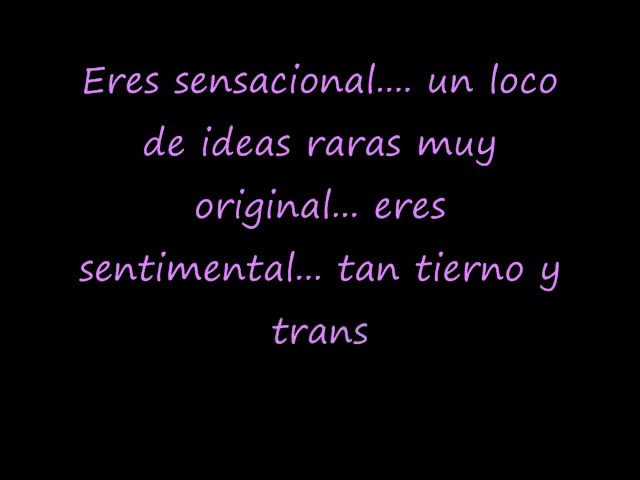 Eres sensacional.... un loco
de ideas raras muy
original... eres
sentimental... tan tierno y
trans